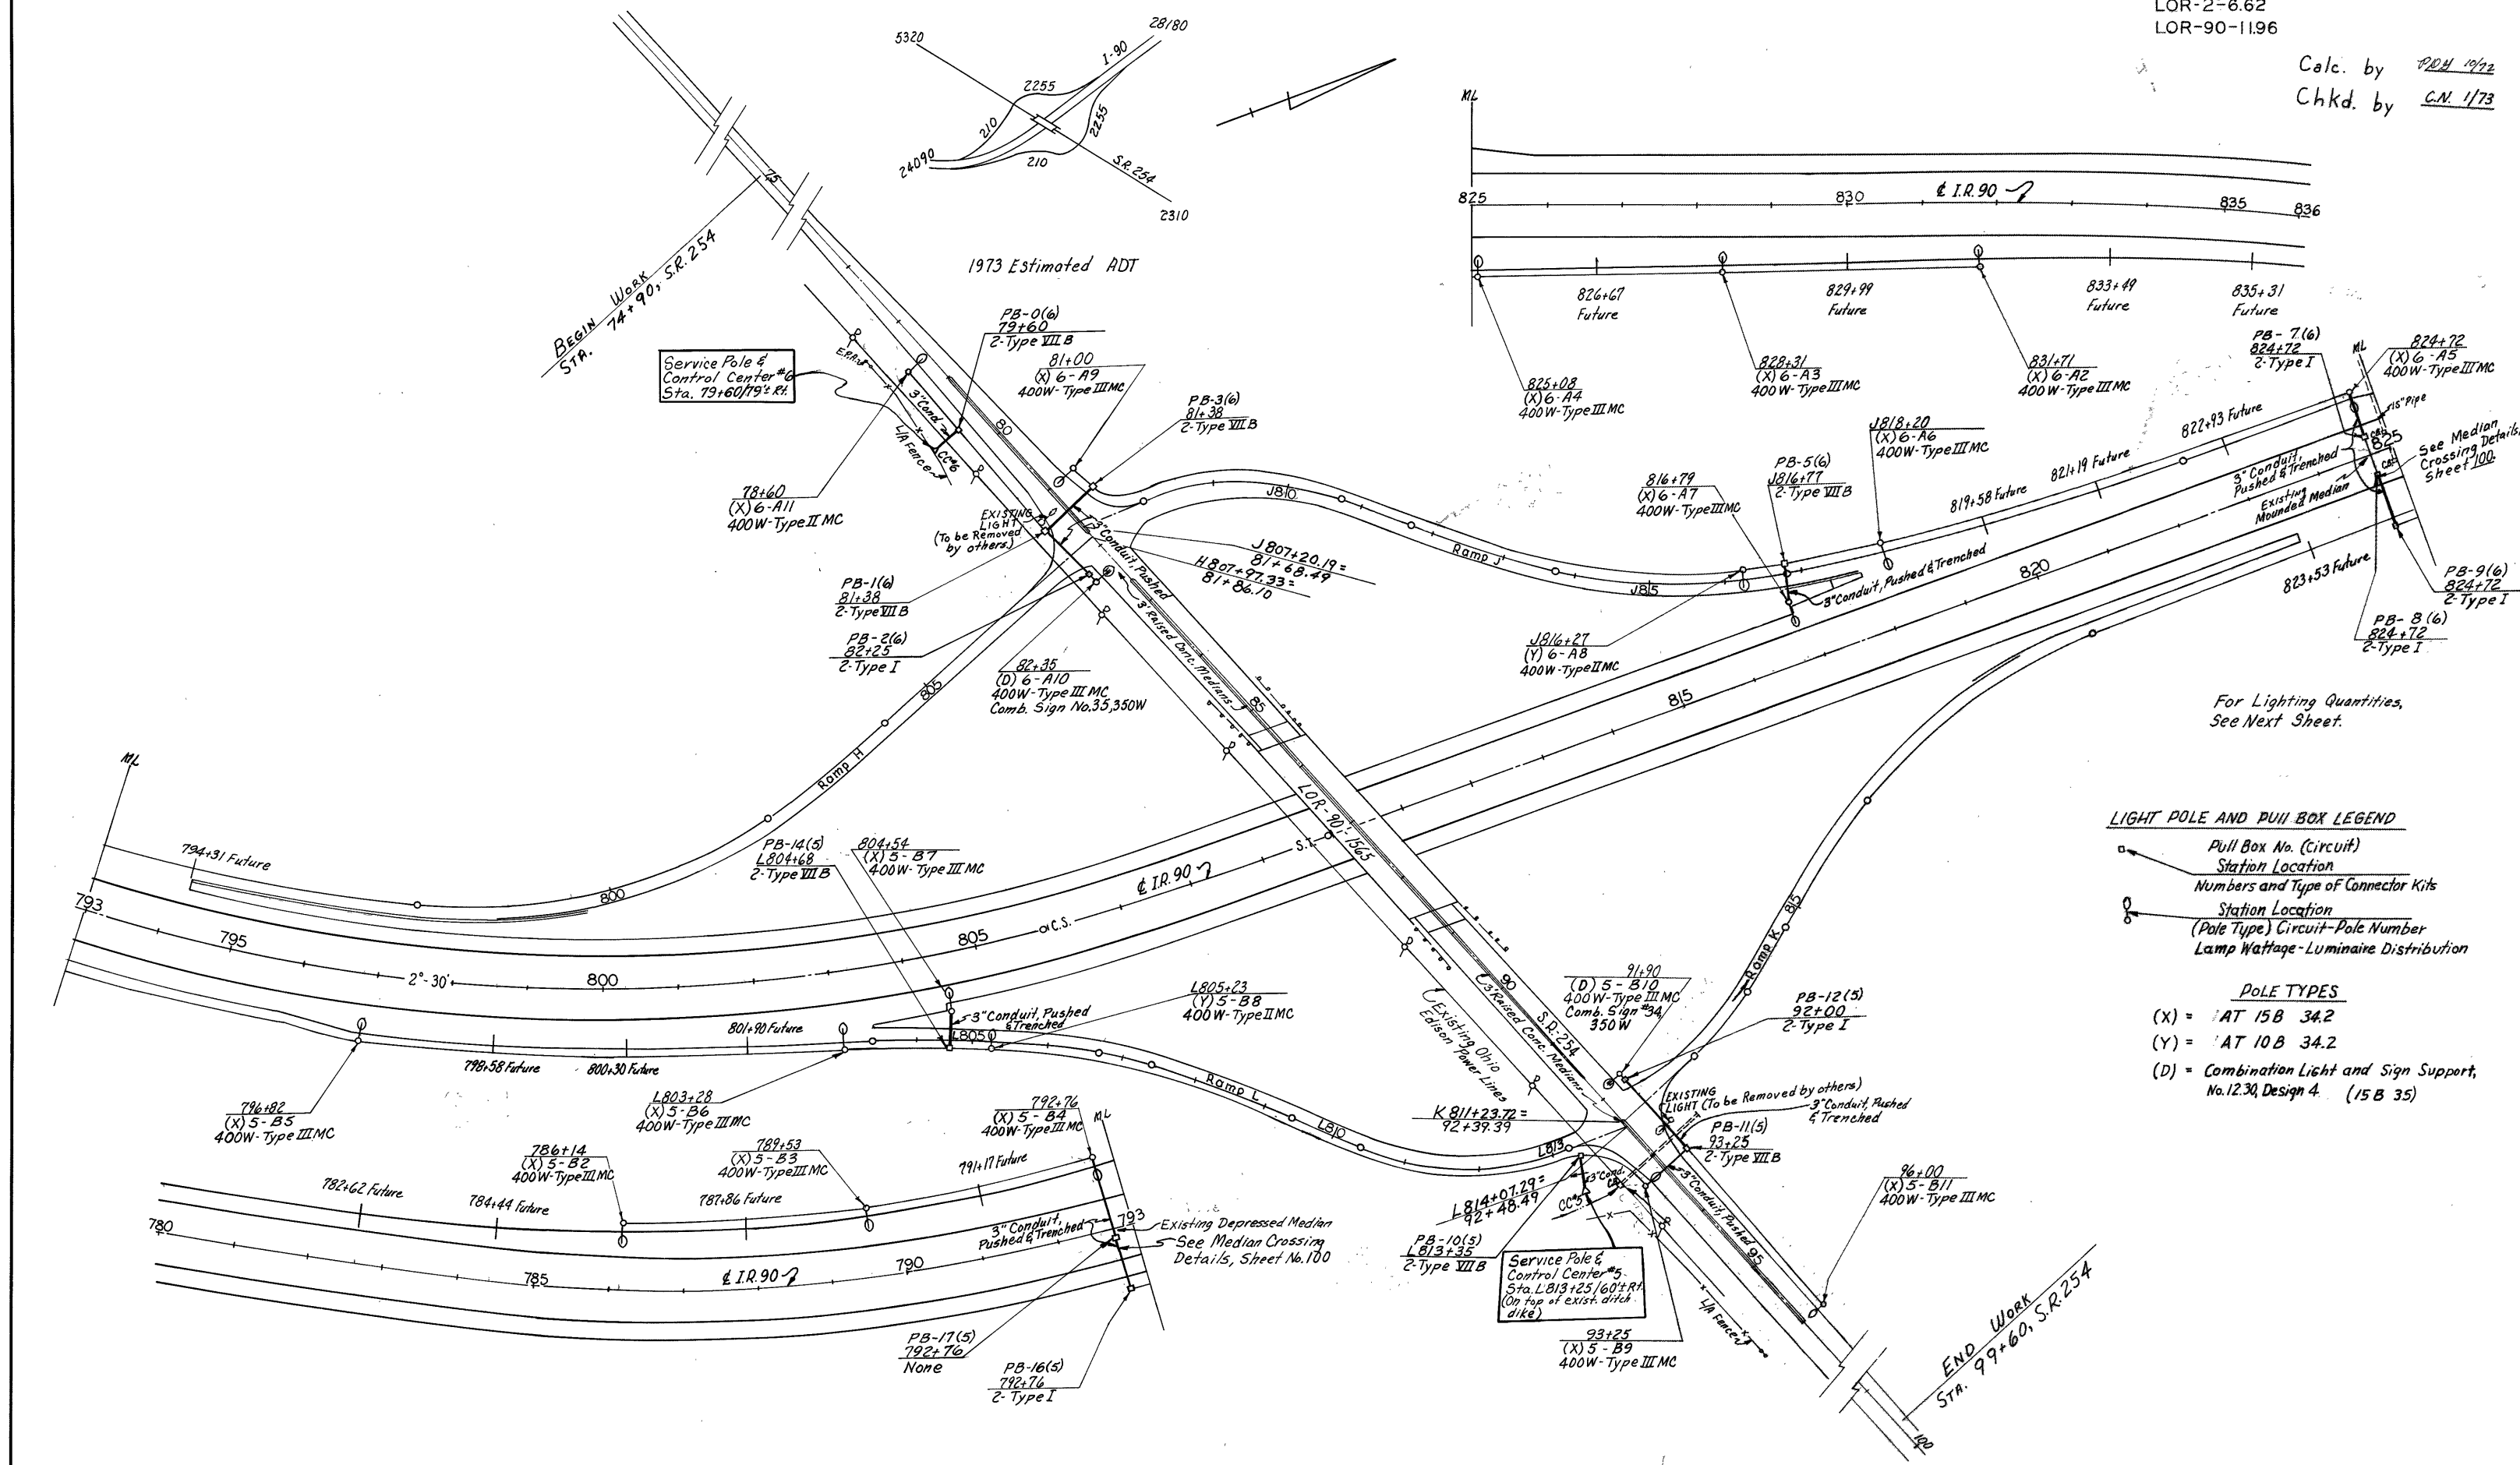 LOR-2-6.62
LOR-90-11.96
Calc. by 10/72
Chkd. by C.N. 1/73
5320
28180
I-90
2255
210
2255
24090
210
S.R. 254
2310
1973 Estimated ADT
BEGIN WORK
STA. 74+90, S.R. 254
75
Service Pole &
Control Center #6
Sta. 79+60/79'± Rt.
PB-0(6)
79+60
2-Type VII B
81+00
(X) 6-A9
400W-Type III MC
PB-3(6)
81+38
2-Type VII B
3" Cond.
L/A Fence
CC#6
80
78+60
(X) 6-A11
400W-Type II MC
EXISTING
LIGHT
(To be Removed
by others.)
3" Conduit, Pushed
J807+20.19=
81+68.49
H807+97.33=
81+86.10
PB-1(6)
81+38
2-Type VII B
PB-2(6)
82+25
2-Type I
82+35
(D) 6-A10
400W-Type III MC
Comb. Sign No.35,350W
3' Raised Conc. Medians
85
805
Ramp H
J810
Ramp J
J815
ML
825
830
℄ I.R. 90
835
836
826+67
Future
829+99
Future
833+49
Future
835+31
Future
825+08
(X) 6-A4
400W-Type III MC
828+31
(X) 6-A3
400W-Type III MC
831+71
(X) 6-A2
400W-Type III MC
PB-7(6)
824+72
2-Type I
ML
824+72
(X) 6-A5
400W-Type III MC
15" Pipe
825
See Median
Crossing Details,
Sheet 100.
J818+20
(X) 6-A6
400W-Type III MC
822+93 Future
821+19 Future
819+58 Future
816+79
(X) 6-A7
400W-Type III MC
PB-5(6)
J816+77
2-Type VII B
3" Conduit,
Pushed & Trenched
Existing
Mounded Median
3" Conduit, Pushed & Trenched
820
J816+27
(Y) 6-A8
400W-Type II MC
815
823+53 Future
PB-9(6)
824+72
2-Type I
PB-8(6)
824+72
2-Type I
For Lighting Quantities,
See Next Sheet.
LIGHT POLE AND PULL BOX LEGEND
Pull Box No. (Circuit)
Station Location
Numbers and Type of Connector Kits
Station Location
(Pole Type) Circuit-Pole Number
Lamp Wattage-Luminaire Distribution
POLE TYPES
(X) = AT 15B 34.2
(Y) = AT 10B 34.2
(D) = Combination Light and Sign Support,
No.12.30, Design 4. (15B 35)
ML
794+31 Future
793
795
2°-30'
800
800
805
C.S.
℄ I.R. 90
S.C.
LOR-90-1565
PB-14(5)
L804+68
2-Type VII B
804+54
(X) 5-B7
400W-Type III MC
3" Conduit, Pushed
& Trenched
L805
L805+23
(Y) 5-B8
400W-Type II MC
801+90 Future
798+58 Future
800+30 Future
796+82
(X) 5-B5
400W-Type III MC
L803+28
(X) 5-B6
400W-Type III MC
Ramp L
L810
L813
Existing Ohio
Edison Power Lines
3' Raised Conc. Medians
90
S.R. 254
91+90
(D) 5-B10
400W-Type III MC
Comb. Sign #34
350W
PB-12(5)
92+00
2-Type I
Ramp K
815
EXISTING
LIGHT (To be Removed by others)
3" Conduit, Pushed
& Trenched
K811+23.72=
92+39.39
PB-11(5)
93+25
2-Type VII B
L814+07.29=
92+48.49
3" Cond.
CC#5
3" Conduit, Pushed
95
96+00
(X) 5-B11
400W-Type III MC
PB-10(5)
L813+35
2-Type VII B
Service Pole &
Control Center #5
Sta. L813+25/60'± Rt.
(On top of exist. ditch
dike)
L/A Fence
93+25
(X) 5-B9
400W-Type III MC
END WORK
STA. 99+60, S.R. 254
100
786+14
(X) 5-B2
400W-Type III MC
789+53
(X) 5-B3
400W-Type III MC
792+76
(X) 5-B4
400W-Type III MC
ML
782+62 Future
784+44 Future
787+86 Future
791+17 Future
780
785
℄ I.R. 90
790
793
3" Conduit,
Pushed & Trenched
Existing Depressed Median
See Median Crossing
Details, Sheet No.100
PB-17(5)
792+76
None
PB-16(5)
792+76
2-Type I